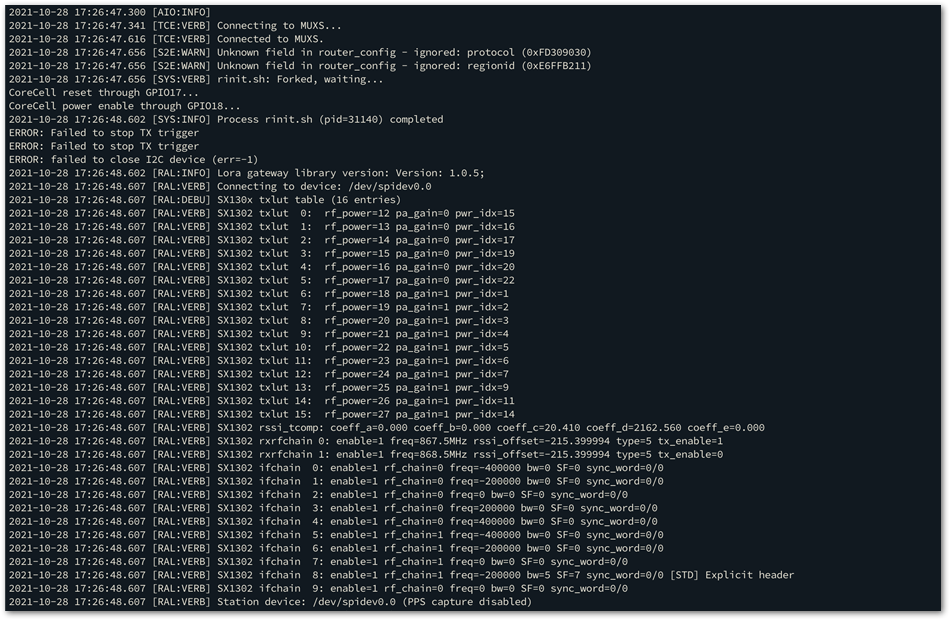 2021-10-28 17:26:47.300 [AIO:INFO]
2021-10-28 17:26:47.341 [TCE:VERB] Connecting to MUXS...
2021-10-28 17:26:47.616 [TCE:VERB] Connected to MUXS.
2021-10-28 17:26:47.656 [S2E:WARN] Unknown field in router_config - ignored: protocol (0xFD309030)
2021-10-28 17:26:47.656 [S2E:WARN] Unknown field in router_config - ignored: regionid (0xE6FFB211)
2021-10-28 17:26:47.656 [SYS:VERB] rinit.sh: Forked, waiting...
CoreCell reset through GPIO17...
CoreCell power enable through GPIO18...
2021-10-28 17:26:48.602 [SYS:INFO] Process rinit.sh (pid=31140) completed
ERROR: Failed to stop TX trigger
ERROR: Failed to stop TX trigger
ERROR: failed to close I2C device (err=-1)
2021-10-28 17:26:48.602 [RAL:INFO] Lora gateway library version: Version: 1.0.5;
2021-10-28 17:26:48.607 [RAL:VERB] Connecting to device: /dev/spidev0.0
2021-10-28 17:26:48.607 [RAL:DEBU] SX130x txlut table (16 entries)
2021-10-28 17:26:48.607 [RAL:VERB] SX1302 txlut  0:  rf_power=12 pa_gain=0 pwr_idx=15
2021-10-28 17:26:48.607 [RAL:VERB] SX1302 txlut  1:  rf_power=13 pa_gain=0 pwr_idx=16
2021-10-28 17:26:48.607 [RAL:VERB] SX1302 txlut  2:  rf_power=14 pa_gain=0 pwr_idx=17
2021-10-28 17:26:48.607 [RAL:VERB] SX1302 txlut  3:  rf_power=15 pa_gain=0 pwr_idx=19
2021-10-28 17:26:48.607 [RAL:VERB] SX1302 txlut  4:  rf_power=16 pa_gain=0 pwr_idx=20
2021-10-28 17:26:48.607 [RAL:VERB] SX1302 txlut  5:  rf_power=17 pa_gain=0 pwr_idx=22
2021-10-28 17:26:48.607 [RAL:VERB] SX1302 txlut  6:  rf_power=18 pa_gain=1 pwr_idx=1
2021-10-28 17:26:48.607 [RAL:VERB] SX1302 txlut  7:  rf_power=19 pa_gain=1 pwr_idx=2
2021-10-28 17:26:48.607 [RAL:VERB] SX1302 txlut  8:  rf_power=20 pa_gain=1 pwr_idx=3
2021-10-28 17:26:48.607 [RAL:VERB] SX1302 txlut  9:  rf_power=21 pa_gain=1 pwr_idx=4
2021-10-28 17:26:48.607 [RAL:VERB] SX1302 txlut 10:  rf_power=22 pa_gain=1 pwr_idx=5
2021-10-28 17:26:48.607 [RAL:VERB] SX1302 txlut 11:  rf_power=23 pa_gain=1 pwr_idx=6
2021-10-28 17:26:48.607 [RAL:VERB] SX1302 txlut 12:  rf_power=24 pa_gain=1 pwr_idx=7
2021-10-28 17:26:48.607 [RAL:VERB] SX1302 txlut 13:  rf_power=25 pa_gain=1 pwr_idx=9
2021-10-28 17:26:48.607 [RAL:VERB] SX1302 txlut 14:  rf_power=26 pa_gain=1 pwr_idx=11
2021-10-28 17:26:48.607 [RAL:VERB] SX1302 txlut 15:  rf_power=27 pa_gain=1 pwr_idx=14
2021-10-28 17:26:48.607 [RAL:VERB] SX1302 rssi_tcomp: coeff_a=0.000 coeff_b=0.000 coeff_c=20.410 coeff_d=2162.560 coeff_e=0.000
2021-10-28 17:26:48.607 [RAL:VERB] SX1302 rxrfchain 0: enable=1 freq=867.5MHz rssi_offset=-215.399994 type=5 tx_enable=1
2021-10-28 17:26:48.607 [RAL:VERB] SX1302 rxrfchain 1: enable=1 freq=868.5MHz rssi_offset=-215.399994 type=5 tx_enable=0
2021-10-28 17:26:48.607 [RAL:VERB] SX1302 ifchain  0: enable=1 rf_chain=0 freq=-400000 bw=0 SF=0 sync_word=0/0
2021-10-28 17:26:48.607 [RAL:VERB] SX1302 ifchain  1: enable=1 rf_chain=0 freq=-200000 bw=0 SF=0 sync_word=0/0
2021-10-28 17:26:48.607 [RAL:VERB] SX1302 ifchain  2: enable=1 rf_chain=0 freq=0 bw=0 SF=0 sync_word=0/0
2021-10-28 17:26:48.607 [RAL:VERB] SX1302 ifchain  3: enable=1 rf_chain=0 freq=200000 bw=0 SF=0 sync_word=0/0
2021-10-28 17:26:48.607 [RAL:VERB] SX1302 ifchain  4: enable=1 rf_chain=0 freq=400000 bw=0 SF=0 sync_word=0/0
2021-10-28 17:26:48.607 [RAL:VERB] SX1302 ifchain  5: enable=1 rf_chain=1 freq=-400000 bw=0 SF=0 sync_word=0/0
2021-10-28 17:26:48.607 [RAL:VERB] SX1302 ifchain  6: enable=1 rf_chain=1 freq=-200000 bw=0 SF=0 sync_word=0/0
2021-10-28 17:26:48.607 [RAL:VERB] SX1302 ifchain  7: enable=1 rf_chain=1 freq=0 bw=0 SF=0 sync_word=0/0
2021-10-28 17:26:48.607 [RAL:VERB] SX1302 ifchain  8: enable=1 rf_chain=1 freq=-200000 bw=5 SF=7 sync_word=0/0 [STD] Explicit header
2021-10-28 17:26:48.607 [RAL:VERB] SX1302 ifchain  9: enable=1 rf_chain=0 freq=0 bw=0 SF=0 sync_word=0/0
2021-10-28 17:26:48.607 [RAL:VERB] Station device: /dev/spidev0.0 (PPS capture disabled)